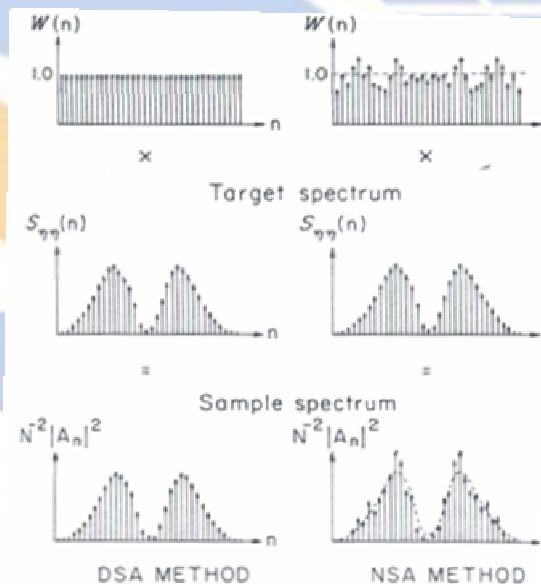 W(n) W(n)
1.0 1.0
n n
× ×
Target spectrum
Sηη(n) Sηη(n)
n n
= =
Sample spectrum
N⁻²|Aₙ|² N⁻²|Aₙ|²
n n
DSA METHOD NSA METHOD